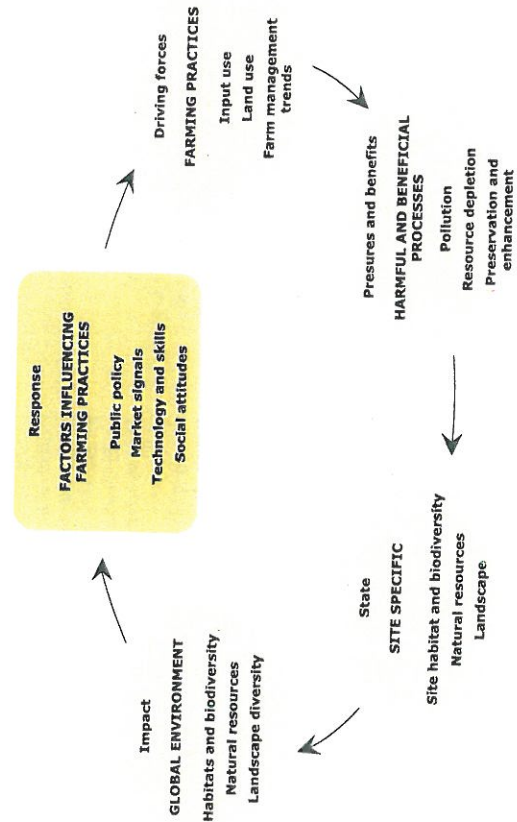 Response
FACTORS INFLUENCING
FARMING PRACTICES
Public policy
Market signals
Technology and skills
Social attitudes
Driving forces
FARMING PRACTICES
Input use
Land use
Farm management
trends
Presures and benefits
HARMFUL AND BENEFICIAL
PROCESSES
Pollution
Resource depletion
Preservation and
enhancement
State
SITE SPECIFIC
Site habitat and biodiversity
Natural resources
Landscape
Impact
GLOBAL ENVIRONMENT
Habitats and biodiversity
Natural resources
Landscape diversity